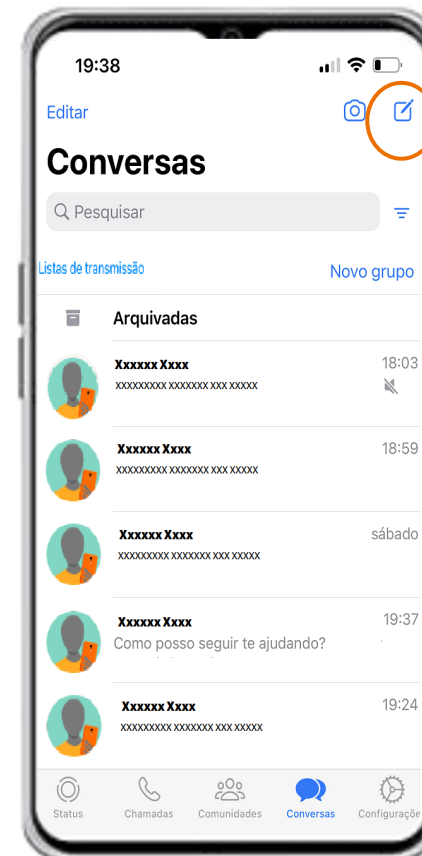 19:38
Editar
Conversas
Pesquisar
Listas de transmissão
Novo grupo
Arquivadas
Xxxxxx Xxxx 18:03
xxxxxxxxx xxxxxxx xxx xxxxx
Xxxxxx Xxxx 18:59
xxxxxxxxx xxxxxxx xxx xxxxx
Xxxxxx Xxxx sábado
xxxxxxxxx xxxxxxx xxx xxxxx
Xxxxxx Xxxx 19:37
Como posso seguir te ajudando?
Xxxxxx Xxxx 19:24
xxxxxxxxx xxxxxxx xxx xxxxx
Status Chamadas Comunidades Conversas Configuraçõe